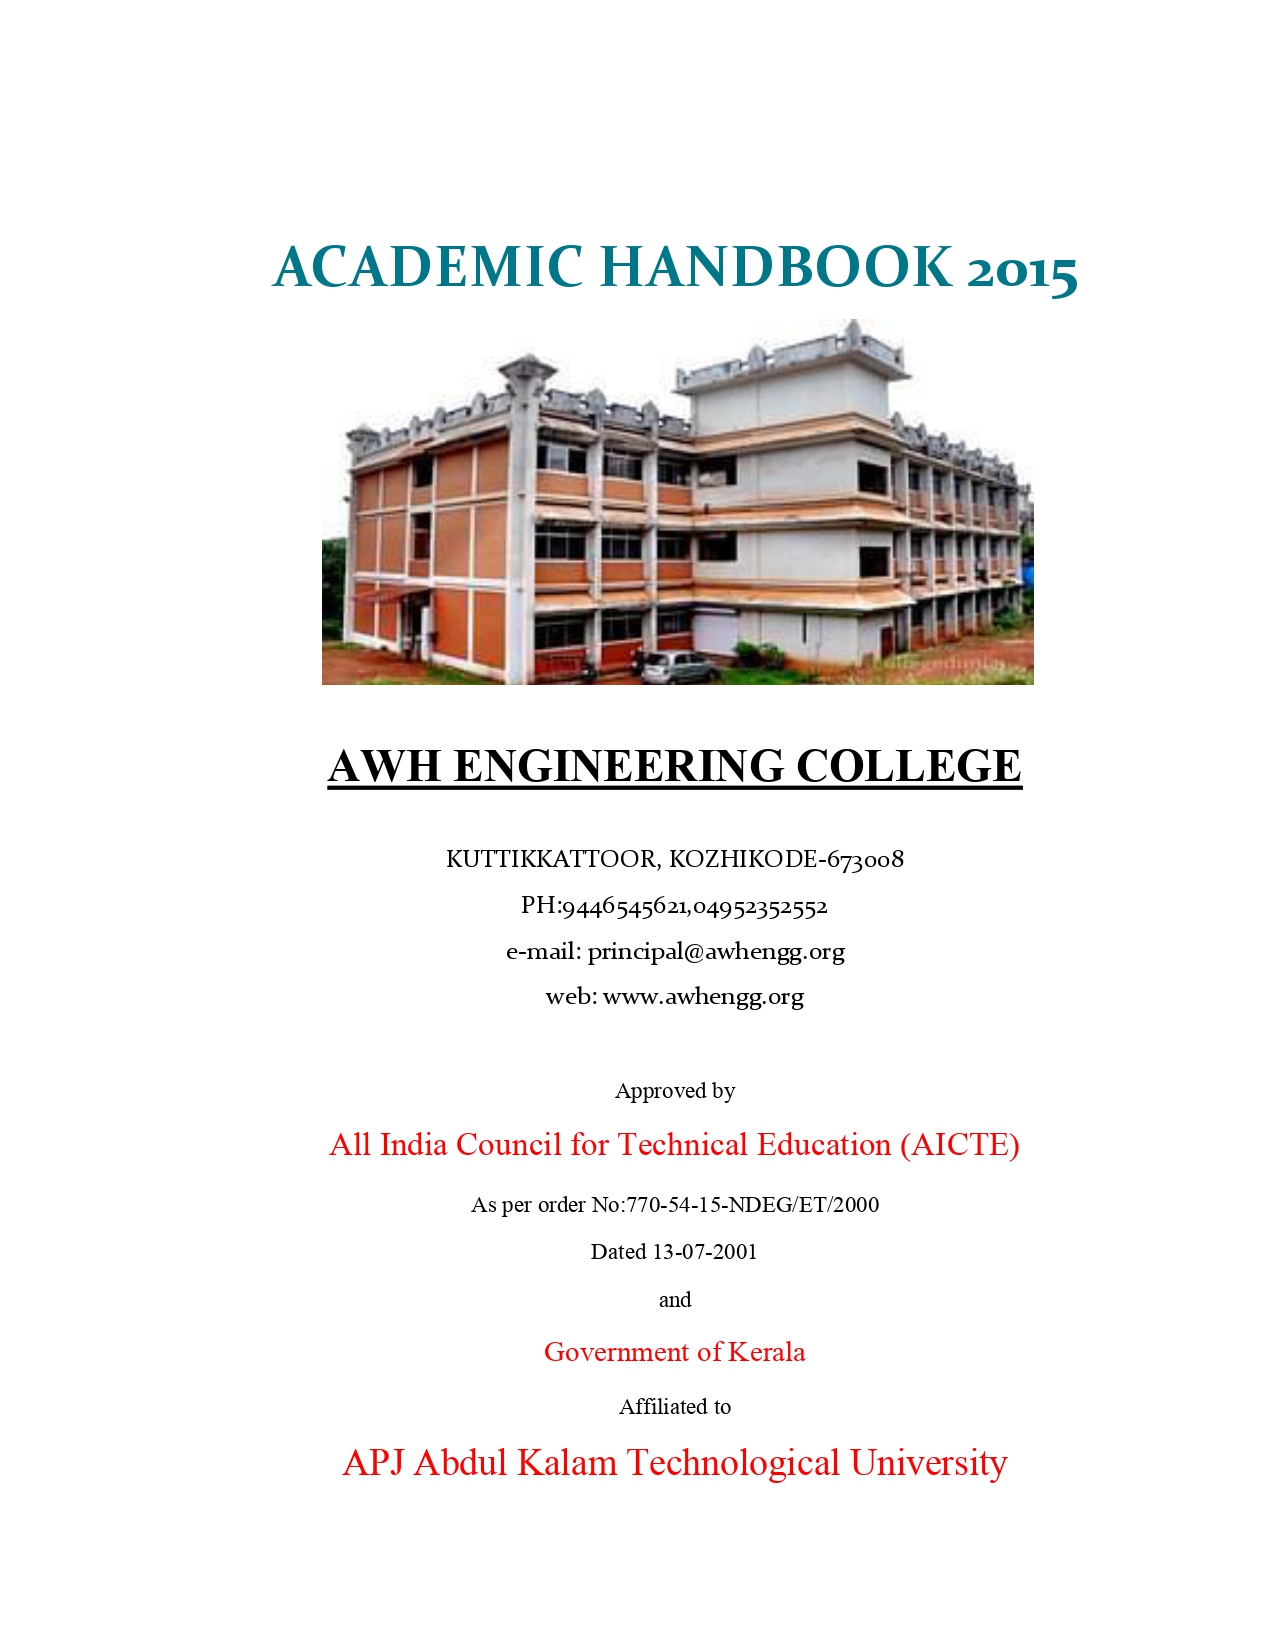 ACADEMIC HANDBOOK 2015
AWH ENGINEERING COLLEGE
KUTTIKKATTOOR, KOZHIKODE-673008
PH:9446545621,04952352552
e-mail: principal@awhengg.org
web: www.awhengg.org
Approved by
All India Council for Technical Education (AICTE)
As per order No:770-54-15-NDEG/ET/2000
Dated 13-07-2001
and
Government of Kerala
Affiliated to
APJ Abdul Kalam Technological University